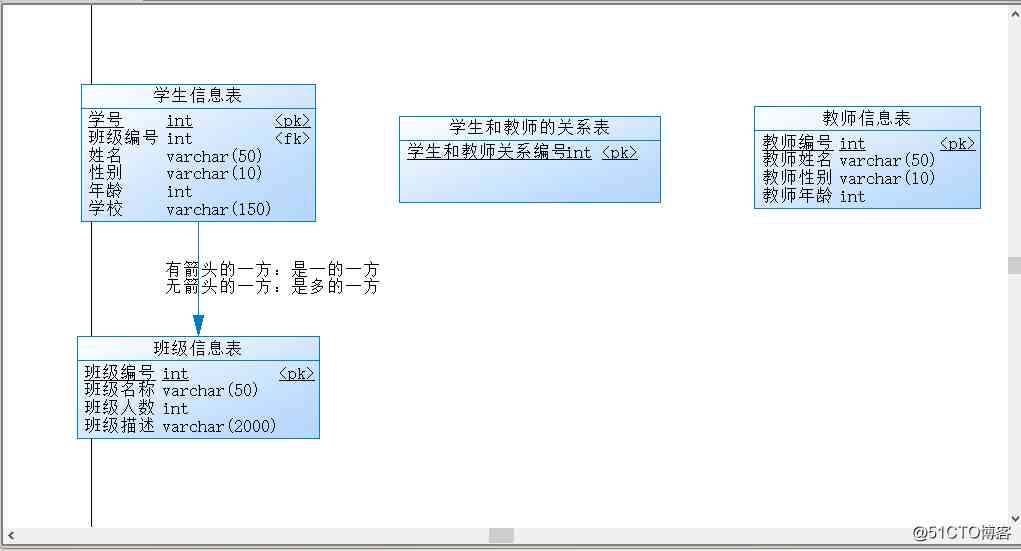 学生信息表
学号 int <pk>
班级编号 int <fk>
姓名 varchar(50)
性别 varchar(10)
年龄 int
学校 varchar(150)
学生和教师的关系表
学生和教师关系编号int <pk>
教师信息表
教师编号 int <pk>
教师姓名 varchar(50)
教师性别 varchar(10)
教师年龄 int
有箭头的一方：是一的一方
无箭头的一方：是多的一方
班级信息表
班级编号 int <pk>
班级名称 varchar(50)
班级人数 int
班级描述 varchar(2000)
@51CTO博客